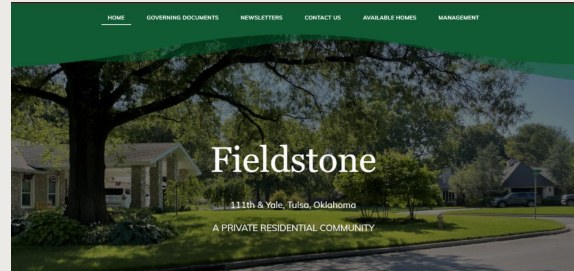 HOME
GOVERNING DOCUMENTS
NEWSLETTERS
CONTACT US
AVAILABLE HOMES
MANAGEMENT
Fieldstone
111th & Yale, Tulsa, Oklahoma
A PRIVATE RESIDENTIAL COMMUNITY